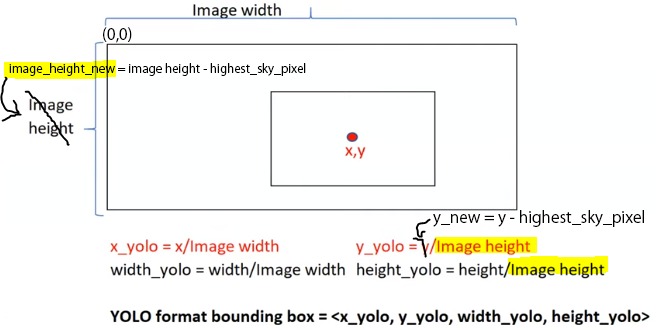 Image width
(0,0)
image_height_new = image height - highest_sky_pixel
Image
height
x,y
y_new = y - highest_sky_pixel
x_yolo = x/Image width
y_yolo = y/Image height
width_yolo = width/Image width
height_yolo = height/Image height
YOLO format bounding box = <x_yolo, y_yolo, width_yolo, height_yolo>